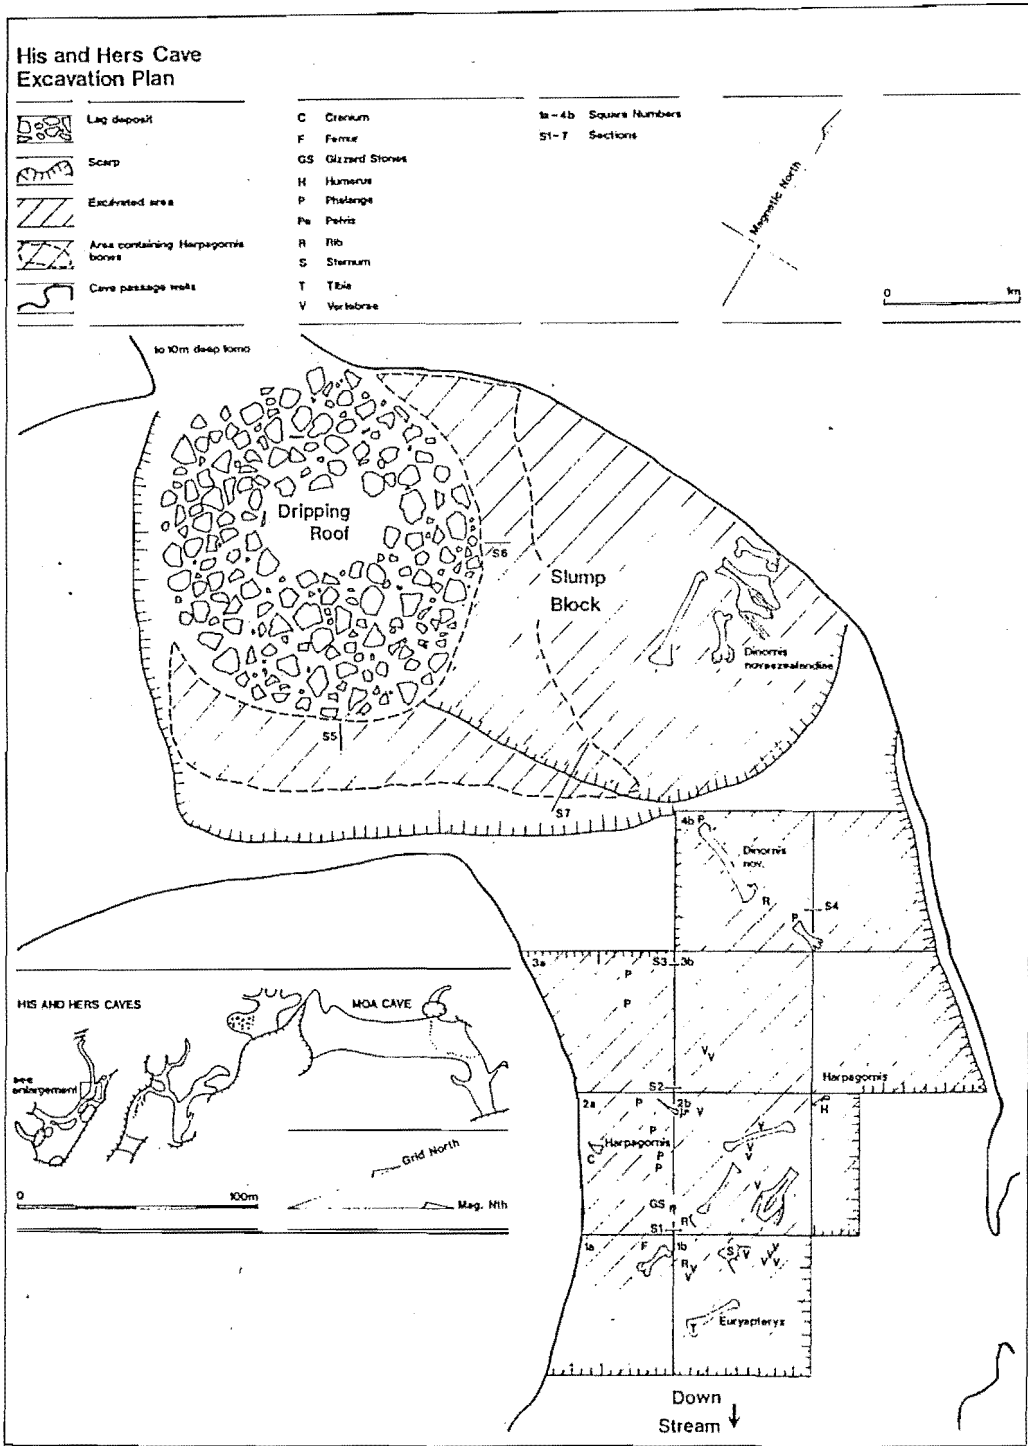 His and Hers Cave
Excavation Plan
Lag deposit
Scarp
Excavated area
Area containing Harpagornis
bones
Cave passage walls
C Cranium
F Femur
GS Gizzard Stones
H Humerus
P Phalange
Pe Pelvis
R Rib
S Sternum
T Tibia
V Vertebrae
1a-4b Square Numbers
S1-7 Sections
Magnetic North
0 1m
to 10m deep tomo
Dripping
Roof
S6
Slump
Block
Dinornis
novaezealandiae
S5
S7
4b P
Dinornis
nov.
R
P
S4
3a
S3 3b
P
P
V V
Harpagornis
S2
2a P
2b V
H
P
Harpagornis
V
C
P
P
V
V
GS
R
S1
1a F
1b
S V
V
V V V
R V
V
T
Euryapteryx
Down
Stream
HIS AND HERS CAVES
MOA CAVE
see
enlargement
Grid North
0 100m
Mag. Nth